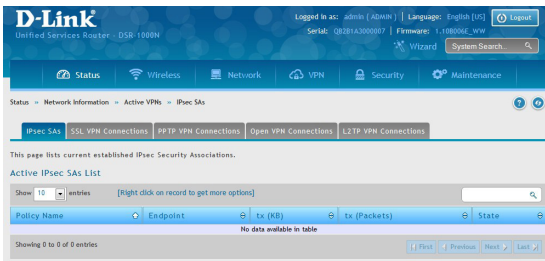 D-Link
Logged in as: admin ( ADMIN ) | Language: English [US] Logout
Unified Services Router - DSR-1000N
Serial: QB2B1A3000007 | Firmware: 1.10B006E_WW
Wizard System Search..
Status Wireless Network VPN Security Maintenance
Status » Network Information » Active VPNs » IPsec SAs
IPsec SAs SSL VPN Connections PPTP VPN Connections Open VPN Connections L2TP VPN Connections
This page lists current established IPsec Security Associations.
Active IPsec SAs List
Show 10 entries [Right click on record to get more options]
Policy Name Endpoint tx (KB) tx (Packets) State
No data available in table
Showing 0 to 0 of 0 entries First Previous Next Last